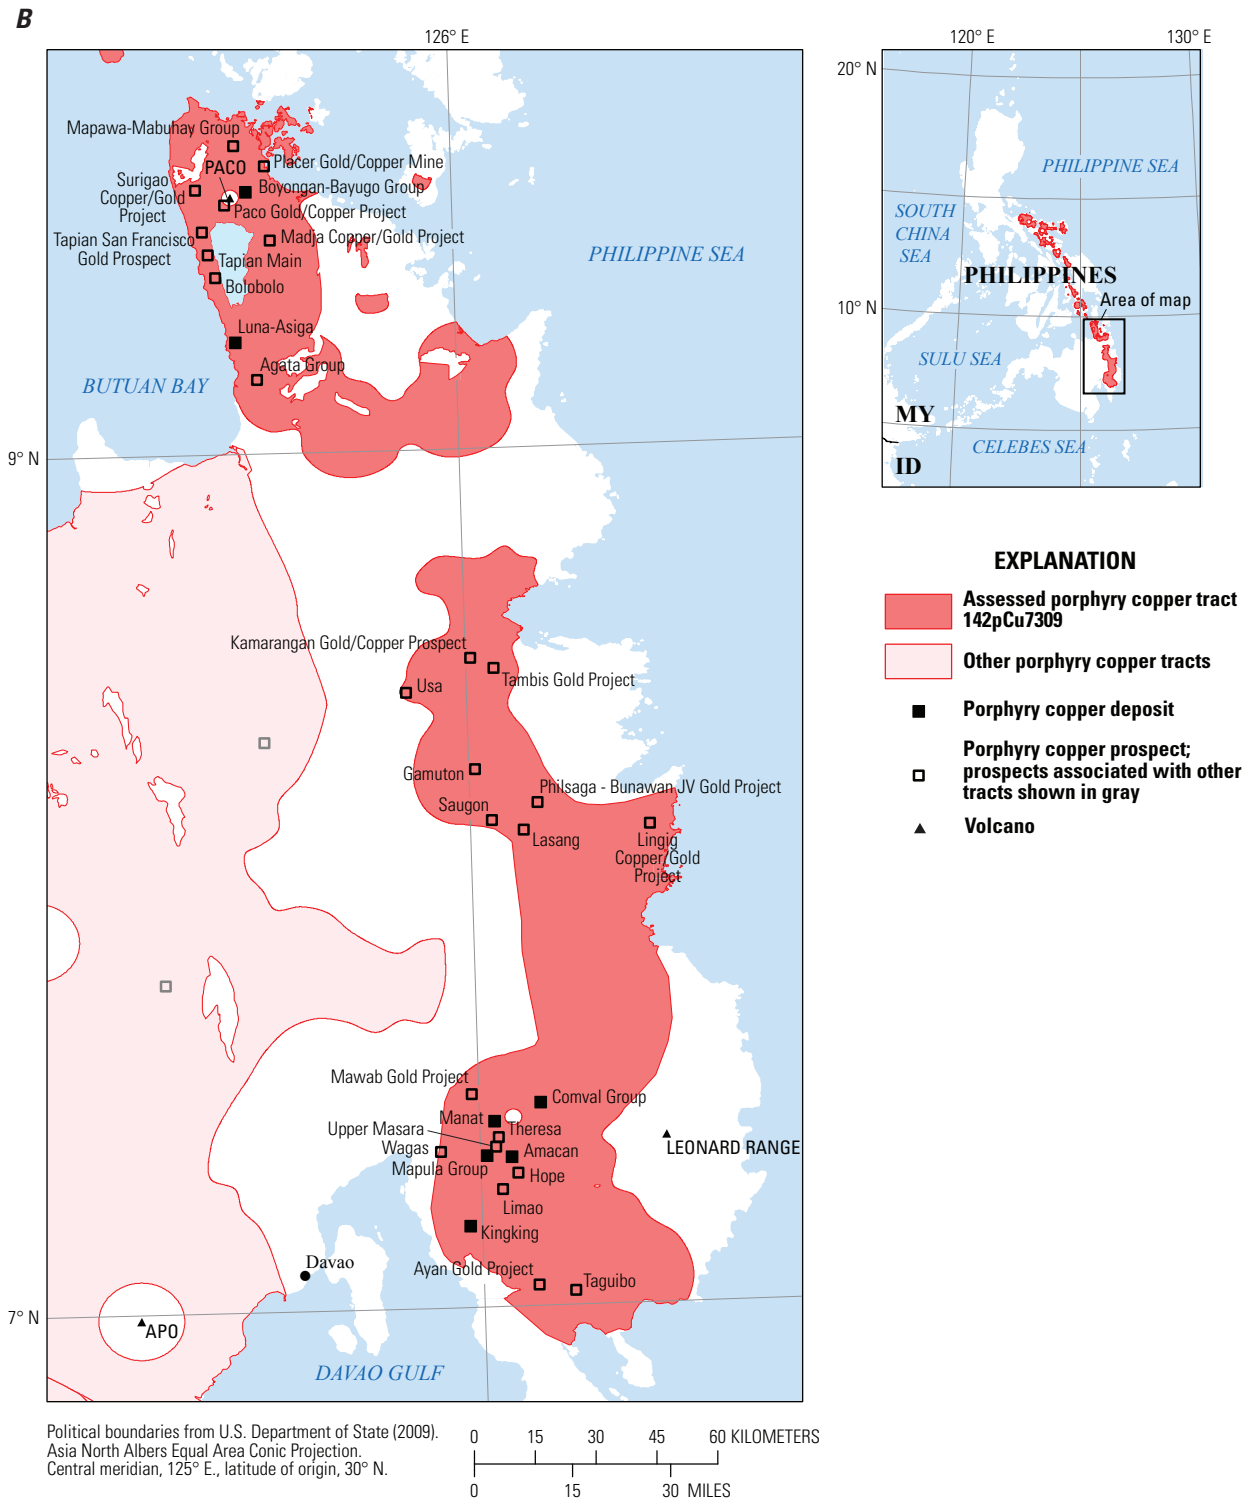 B
126° E
Mapawa-Mabuhay Group
PACO
Placer Gold/Copper Mine
Surigao
Copper/Gold
Project
Boyongan-Bayugo Group
Paco Gold/Copper Project
Tapian San Francisco
Gold Prospect
Madja Copper/Gold Project
Tapian Main
Bolobolo
PHILIPPINE SEA
Luna-Asiga
Agata Group
BUTUAN BAY
9° N
Kamarangan Gold/Copper Prospect
Tambis Gold Project
Usa
Gamuton
Philsaga - Bunawan JV Gold Project
Saugon
Lasang
Lingig
Copper/Gold
Project
Mawab Gold Project
Comval Group
Manat
Theresa
Upper Masara
Wagas
Amacan
Mapula Group
Hope
LEONARD RANGE
Limao
Kingking
Davao
Ayan Gold Project
Taguibo
7° N
APO
DAVAO GULF
120° E
130° E
20° N
PHILIPPINE SEA
SOUTH
CHINA
SEA
PHILIPPINES
Area of map
10° N
SULU SEA
MY
CELEBES SEA
ID
EXPLANATION
Assessed porphyry copper tract
142pCu7309
Other porphyry copper tracts
Porphyry copper deposit
Porphyry copper prospect;
prospects associated with other
tracts shown in gray
Volcano
Political boundaries from U.S. Department of State (2009).
Asia North Albers Equal Area Conic Projection.
Central meridian, 125° E., latitude of origin, 30° N.
0 15 30 45 60 KILOMETERS
0 15 30 MILES